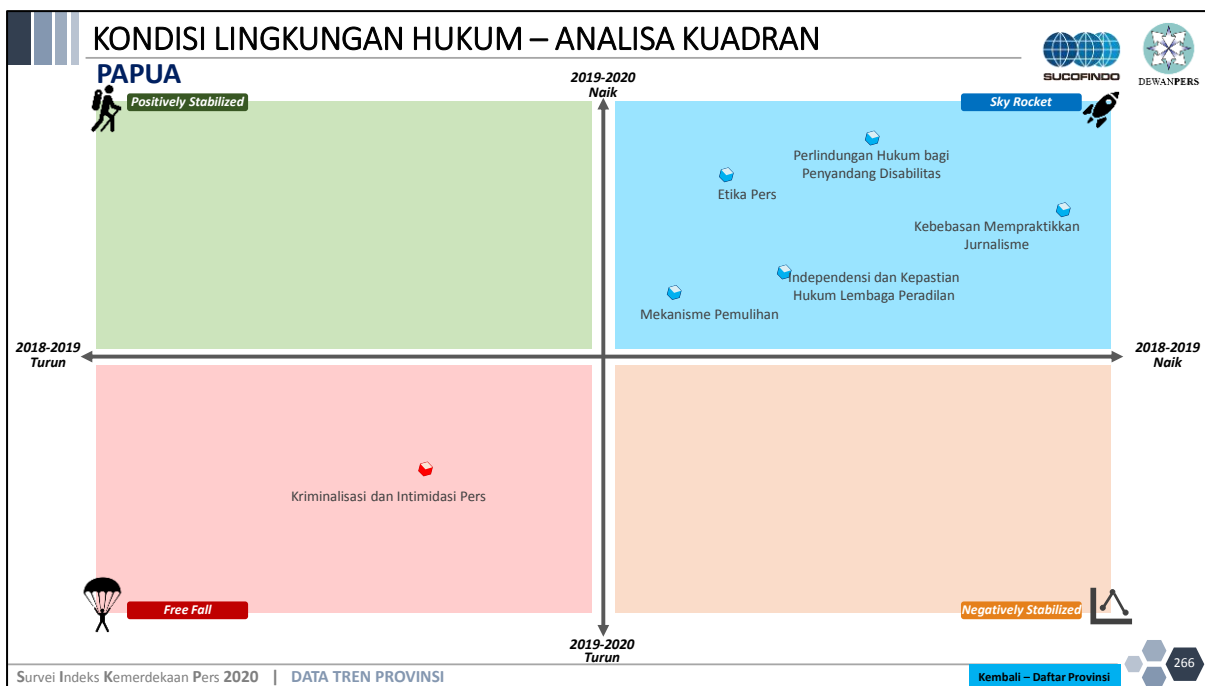 KONDISI LINGKUNGAN HUKUM – ANALISA KUADRAN
SUCOFINDO
DEWANPERS
PAPUA
2019-2020
Naik
Positively Stabilized
Sky Rocket
Perlindungan Hukum bagi
Penyandang Disabilitas
Etika Pers
Kebebasan Mempraktikkan
Jurnalisme
Independensi dan Kepastian
Hukum Lembaga Peradilan
Mekanisme Pemulihan
2018-2019
Turun
2018-2019
Naik
Kriminalisasi dan Intimidasi Pers
Free Fall
Negatively Stabilized
2019-2020
Turun
Survei Indeks Kemerdekaan Pers 2020 | DATA TREN PROVINSI
Kembali – Daftar Provinsi
266